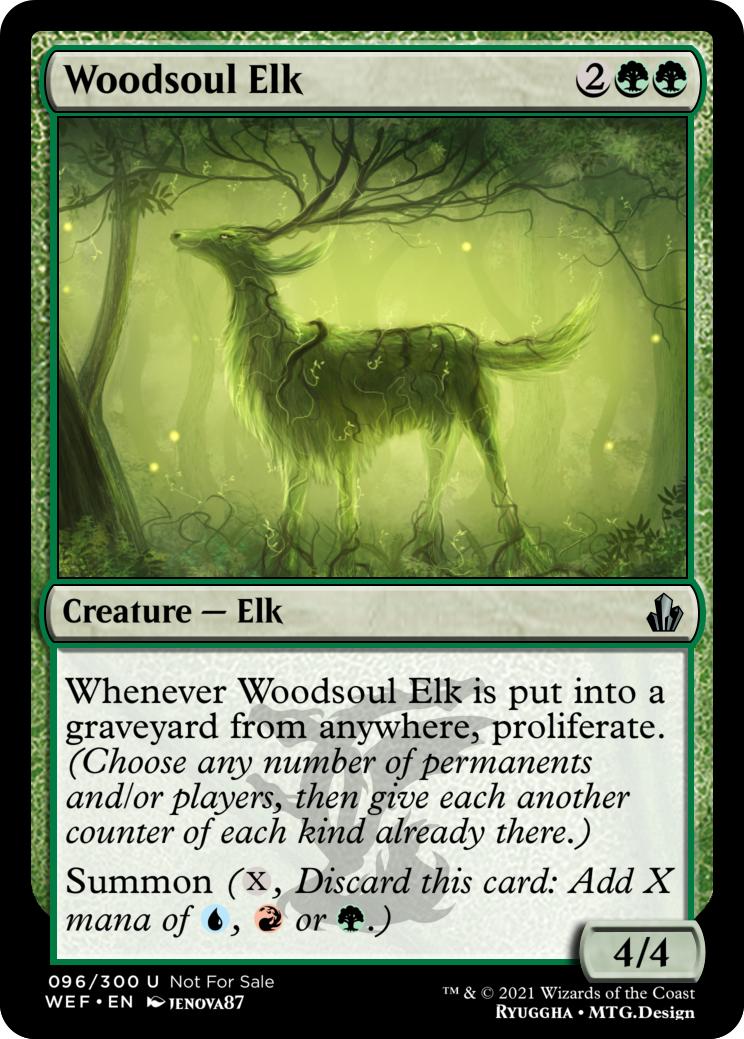 Woodsoul Elk 2
Creature — Elk
Whenever Woodsoul Elk is put into a
graveyard from anywhere, proliferate.
(Choose any number of permanents
and/or players, then give each another
counter of each kind already there.)
Summon (X, Discard this card: Add X
mana of , or .)
4/4
096/300 U Not For Sale
WEF • EN JENOVA87
™ & © 2021 Wizards of the Coast
RYUGGHA • MTG.Design